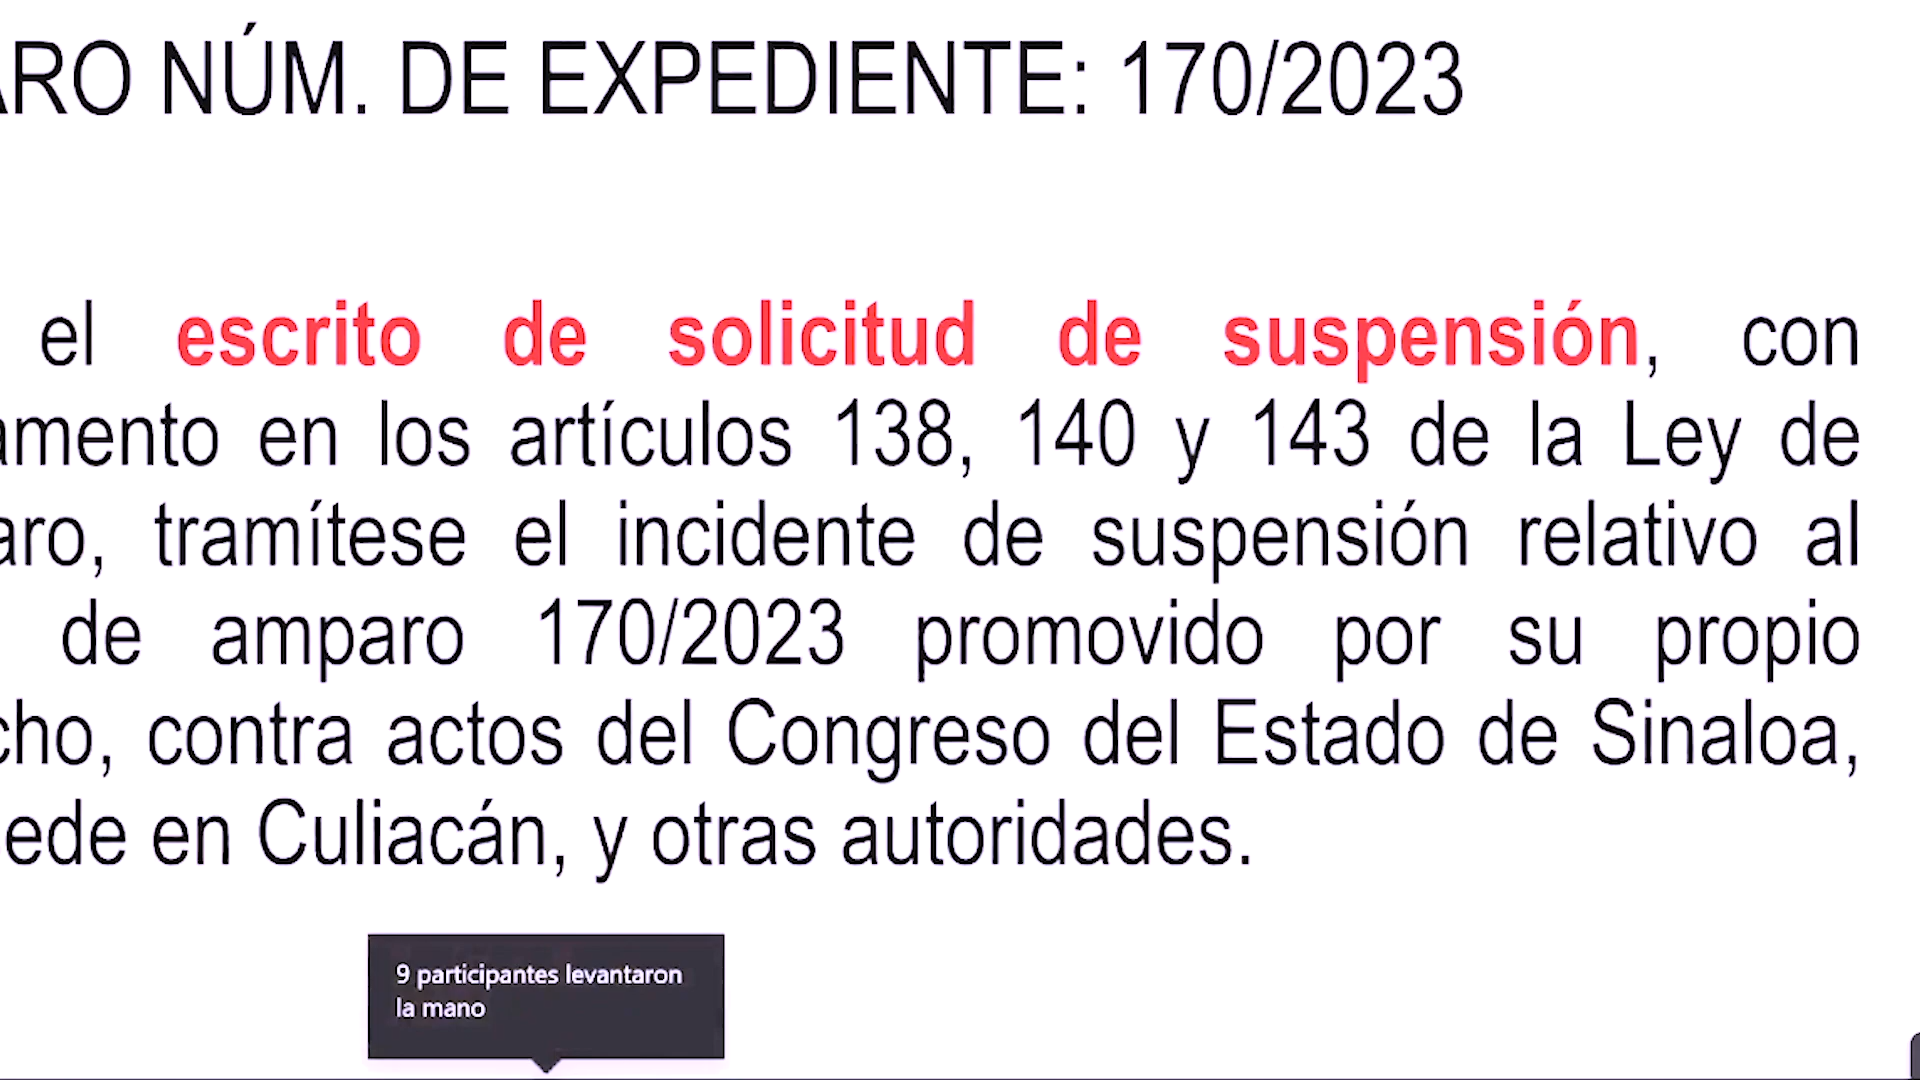 ARO NÚM. DE EXPEDIENTE: 170/2023
el escrito de solicitud de suspensión, con
amento en los artículos 138, 140 y 143 de la Ley de
aro, tramítese el incidente de suspensión relativo al
de amparo 170/2023 promovido por su propio
cho, contra actos del Congreso del Estado de Sinaloa,
ede en Culiacán, y otras autoridades.
9 participantes levantaron
la mano